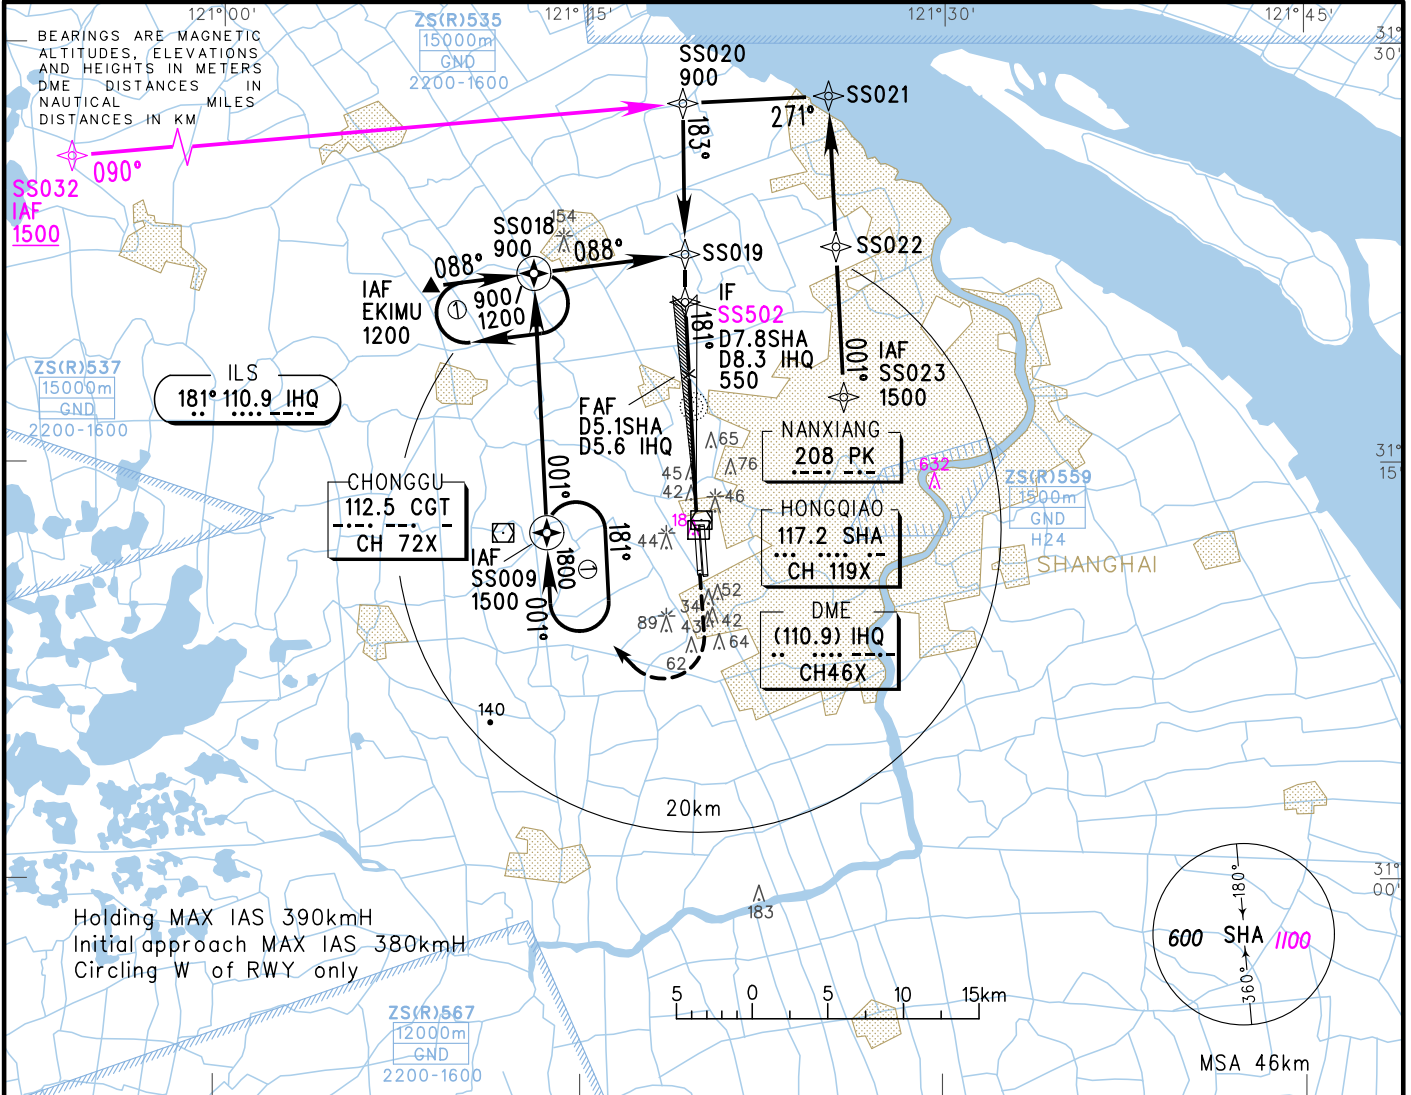 121°00'
121°15'
121°30'
121°45'
31°
30'
BEARINGS ARE MAGNETIC
ALTITUDES, ELEVATIONS
AND HEIGHTS IN METERS
DME DISTANCES IN
NAUTICAL MILES
DISTANCES IN KM
ZS(R)535
15000m
GND
2200-1600
SS020
900
SS021
271°
183°
090°
SS032
IAF
1500
SS018
900
154
088°
088°
SS019
SS022
IAF
EKIMU
1200
1
900/
1200
IF
SS502
D7.8SHA
D8.3 IHQ
550
181°
001°
IAF
SS023
1500
ZS(R)537
15000m
GND
2200-1600
ILS
181° 110.9 IHQ
FAF
D5.1SHA
D5.6 IHQ
65
76
45
42
46
18
44
NANXIANG
208 PK
632
31°
15'
ZS(R)559
1500m
GND
H24
CHONGGU
112.5 CGT
CH 72X
001°
HONGQIAO
117.2 SHA
CH 119X
SHANGHAI
IAF
SS009
1500
1800
1
181°
001°
52
34
89
43
42
64
62
DME
(110.9) IHQ
CH46X
140
20km
31°
00'
183
Holding MAX IAS 390kmH
Initial approach MAX IAS 380kmH
Circling W of RWY only
180°
600 SHA 1100
360°
MSA 46km
5 0 5 10 15km
ZS(R)567
12000m
GND
2200-1600